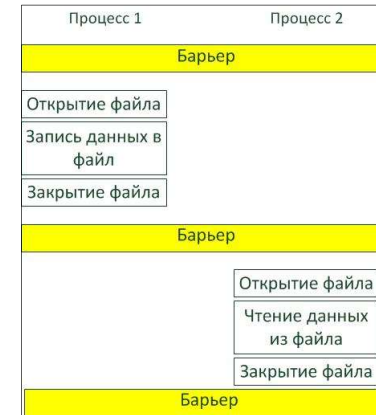 Процесс 1
Процесс 2
Барьер
Открытие файла
Запись данных в
файл
Закрытие файла
Барьер
Открытие файла
Чтение данных
из файла
Закрытие файла
Барьер